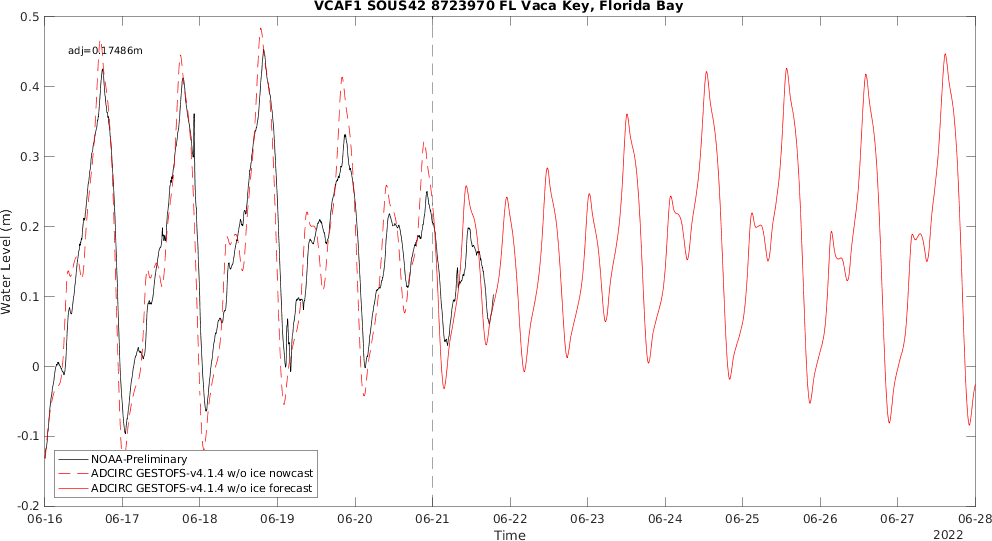 VCAF1 SOUS42 8723970 FL Vaca Key, Florida Bay
adj=0.17486m
0.5
0.4
0.3
0.2
0.1
0
-0.1
-0.2
Water Level (m)
NOAA-Preliminary
ADCIRC GESTOFS-v4.1.4 w/o ice nowcast
ADCIRC GESTOFS-v4.1.4 w/o ice forecast
06-16 06-17 06-18 06-19 06-20 06-21 06-22 06-23 06-24 06-25 06-26 06-27 06-28
Time
2022